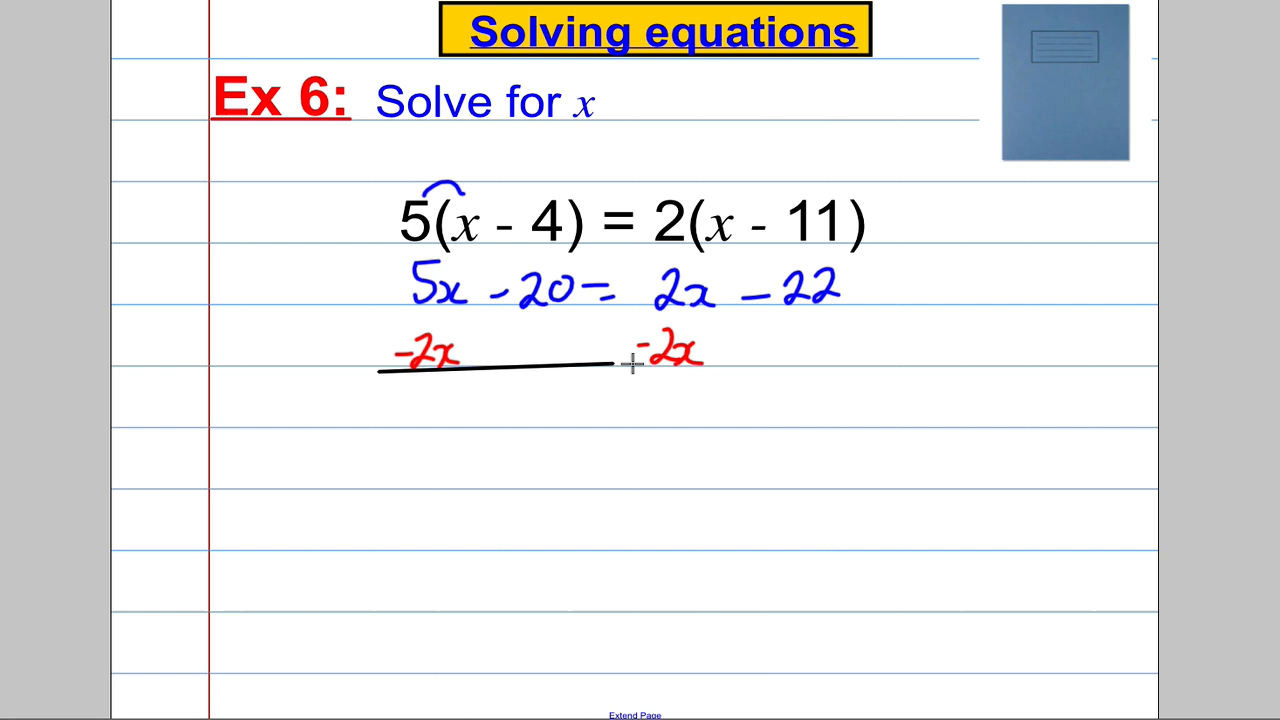 Solving equations
Ex 6: Solve for x
5(x - 4) = 2(x - 11)
5x - 20 = 2x - 22
-2x -2x
Extend Page